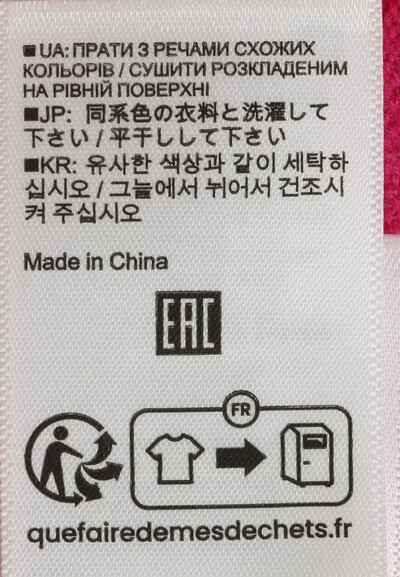 ■ UA: ПРАТИ З РЕЧАМИ СХОЖИХ
КОЛЬОРІВ / СУШИТИ РОЗКЛАДЕНИМ
НА РІВНІЙ ПОВЕРХНІ
■JP: 同系色の衣料と洗濯して
下さい / 平干しして下さい
■KR: 유사한 색상과 같이 세탁하
십시오 / 그늘에서 뉘어서 건조시
켜 주십시오
Made in China
EAC
FR
quefairedemesdechets.fr